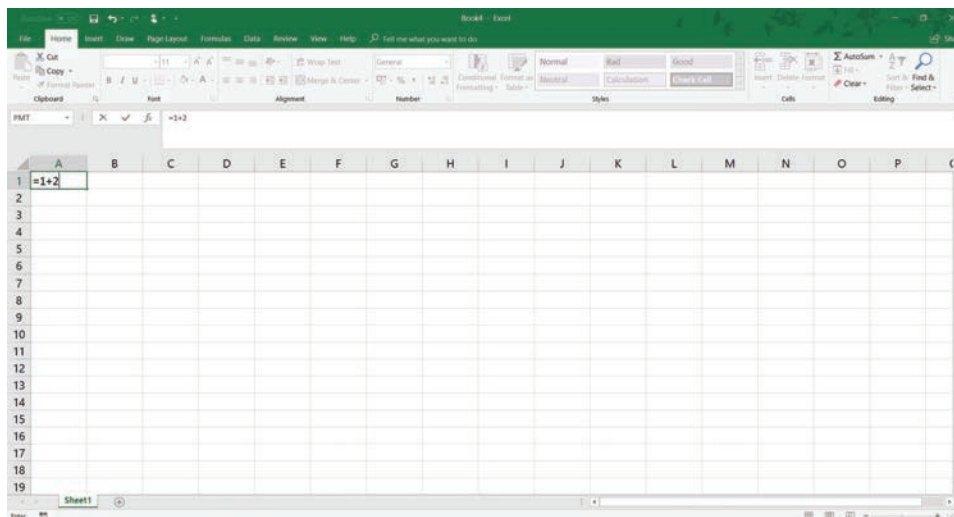 Book4 - Excel
File Home Insert Draw Page Layout Formulas Data Review View Help Tell me what you want to do
Cut
Copy
Format Painter
Paste
Clipboard
11
B I U
Font
Wrap Text
Merge & Center
Alignment
General
Number
Conditional Formatting
Format as Table
Normal Bad Good
Neutral Calculation Check Cell
Styles
Insert Delete Format
Cells
AutoSum
Fill
Clear
Sort & Filter
Find & Select
Editing
PMT fx =1+2
A B C D E F G H I J K L M N O P
1 =1+2
2
3
4
5
6
7
8
9
10
11
12
13
14
15
16
17
18
19
Sheet1
Enter